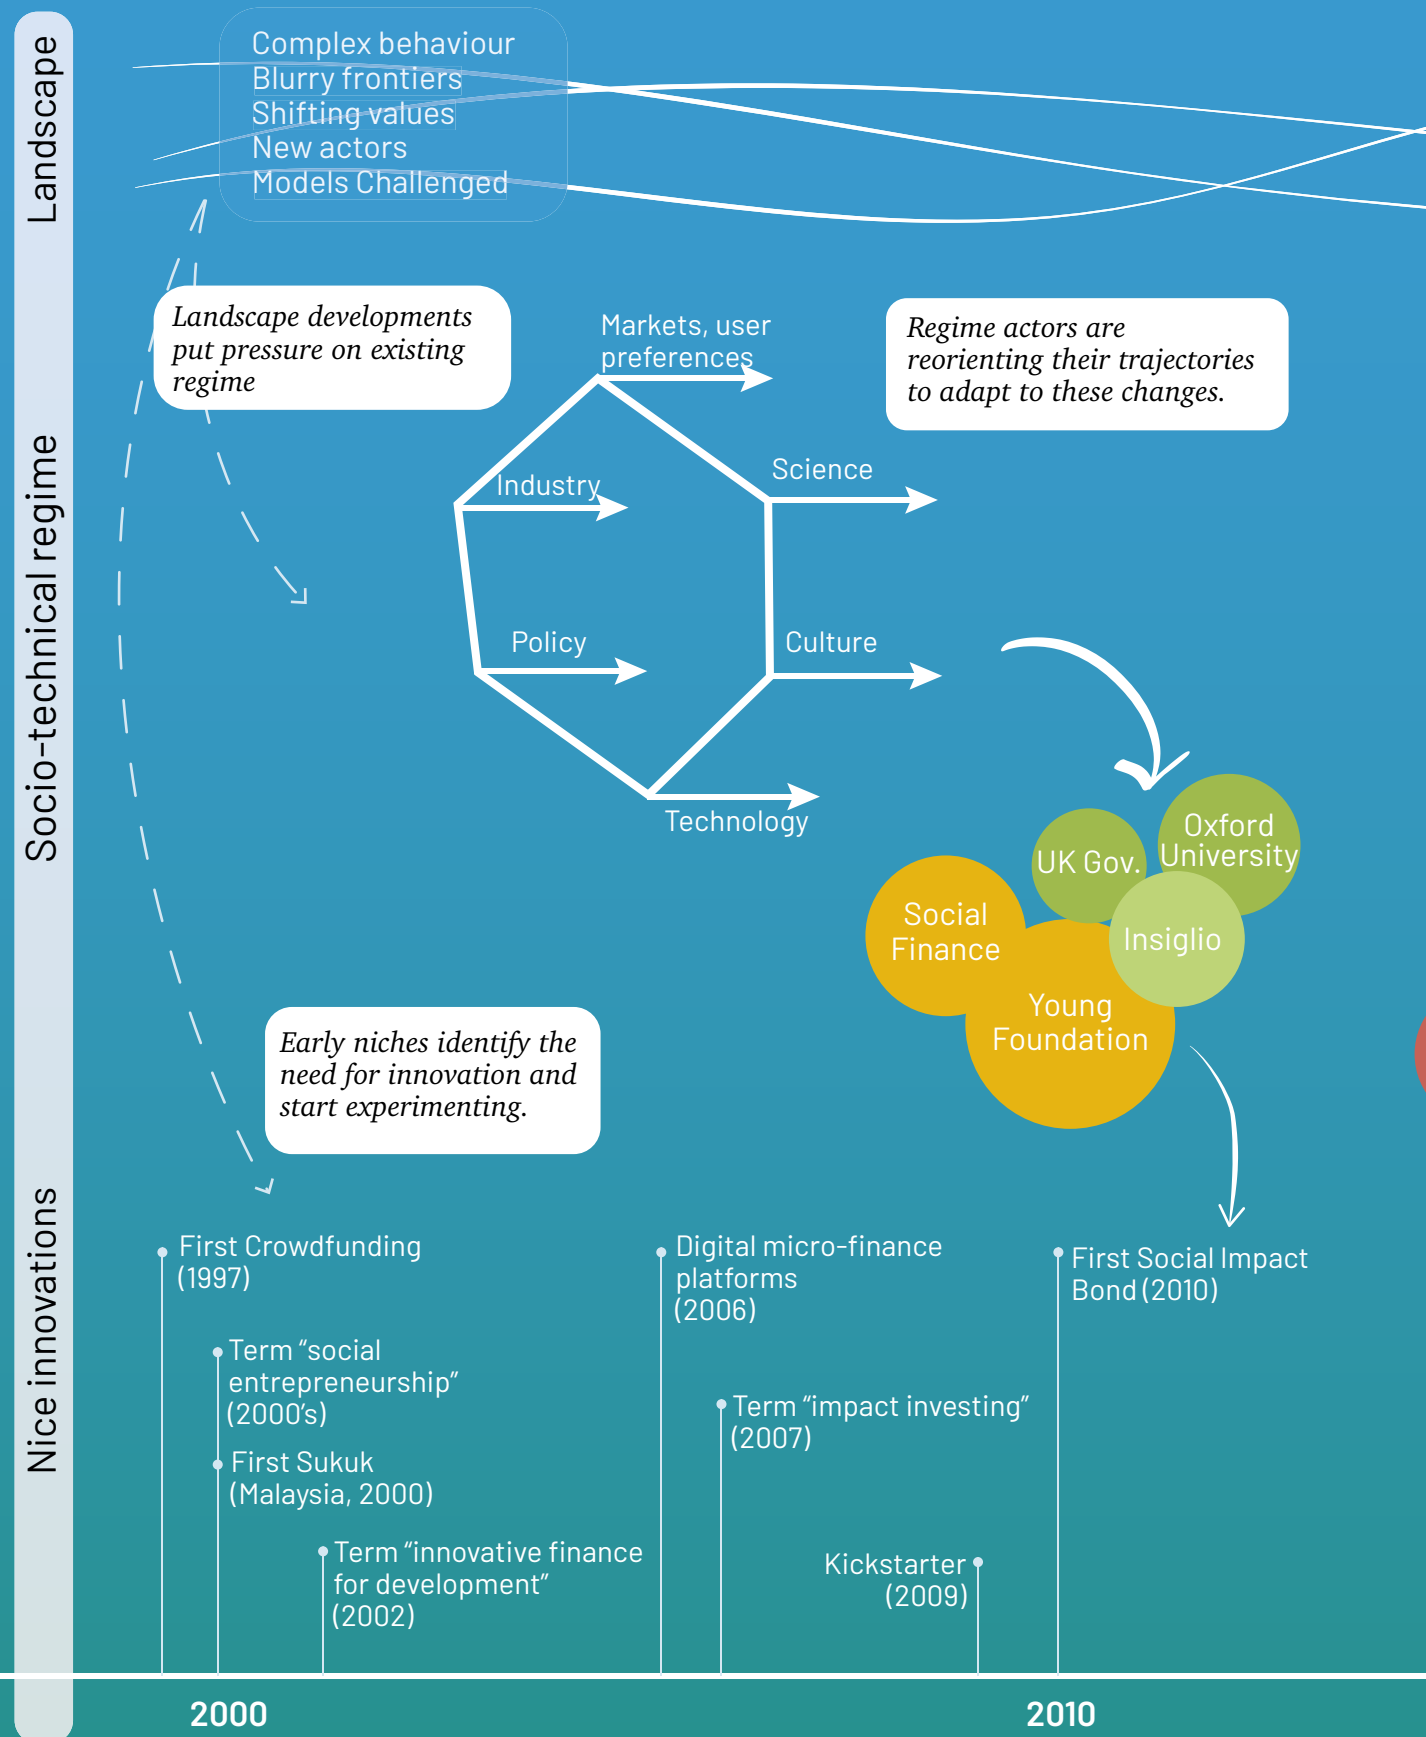 Landscape
Complex behaviour
Blurry frontiers
Shifting values
New actors
Models Challenged
Socio-technical regime
Landscape developments
put pressure on existing
regime
Markets, user
preferences
Regime actors are
reorienting their trajectories
to adapt to these changes.
Industry
Science
Policy
Culture
Technology
UK Gov.
Oxford
University
Social
Finance
Insiglio
Young
Foundation
Early niches identify the
need for innovation and
start experimenting.
Nice innovations
First Crowdfunding
(1997)
Term “social
entrepreneurship”
(2000’s)
First Sukuk
(Malaysia, 2000)
Term “innovative finance
for development”
(2002)
Digital micro-finance
platforms
(2006)
Term “impact investing”
(2007)
Kickstarter
(2009)
First Social Impact
Bond (2010)
2000
2010